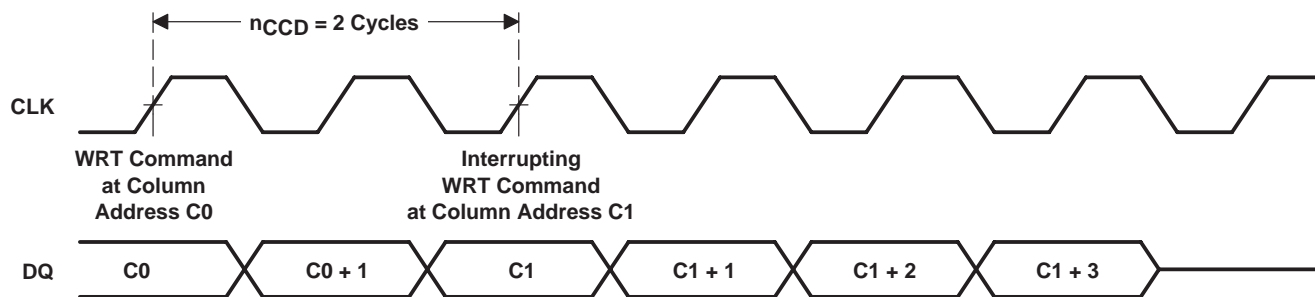 nCCD = 2 Cycles
CLK
WRT Command
at Column
Address C0
Interrupting
WRT Command
at Column Address C1
DQ
C0
C0 + 1
C1
C1 + 1
C1 + 2
C1 + 3